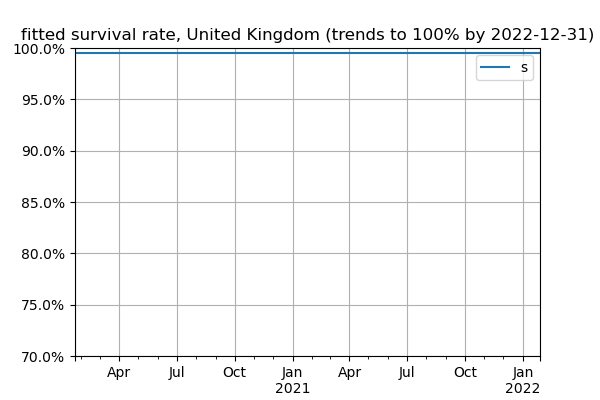 fitted survival rate, United Kingdom (trends to 100% by 2022-12-31)
100.0%
s
95.0%
90.0%
85.0%
80.0%
75.0%
70.0%
Apr Jul Oct Jan Apr Jul Oct Jan
2021 2022